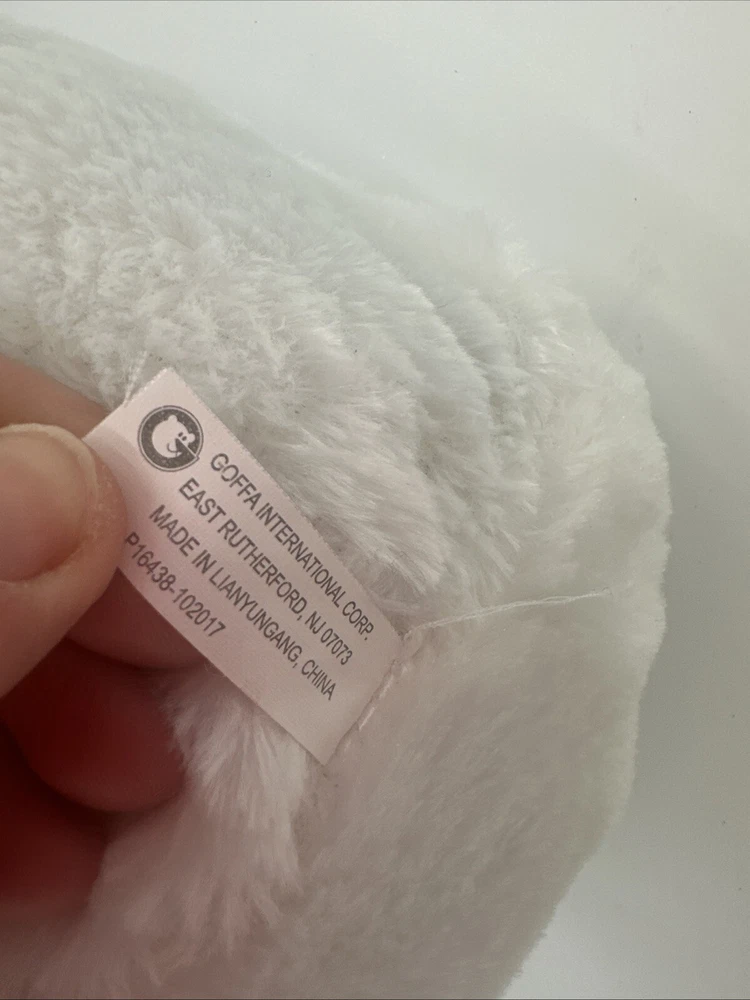 GOFFA INTERNATIONAL CORP.
EAST RUTHERFORD, NJ 07073
MADE IN LIANYUNGANG, CHINA
P16438-102017